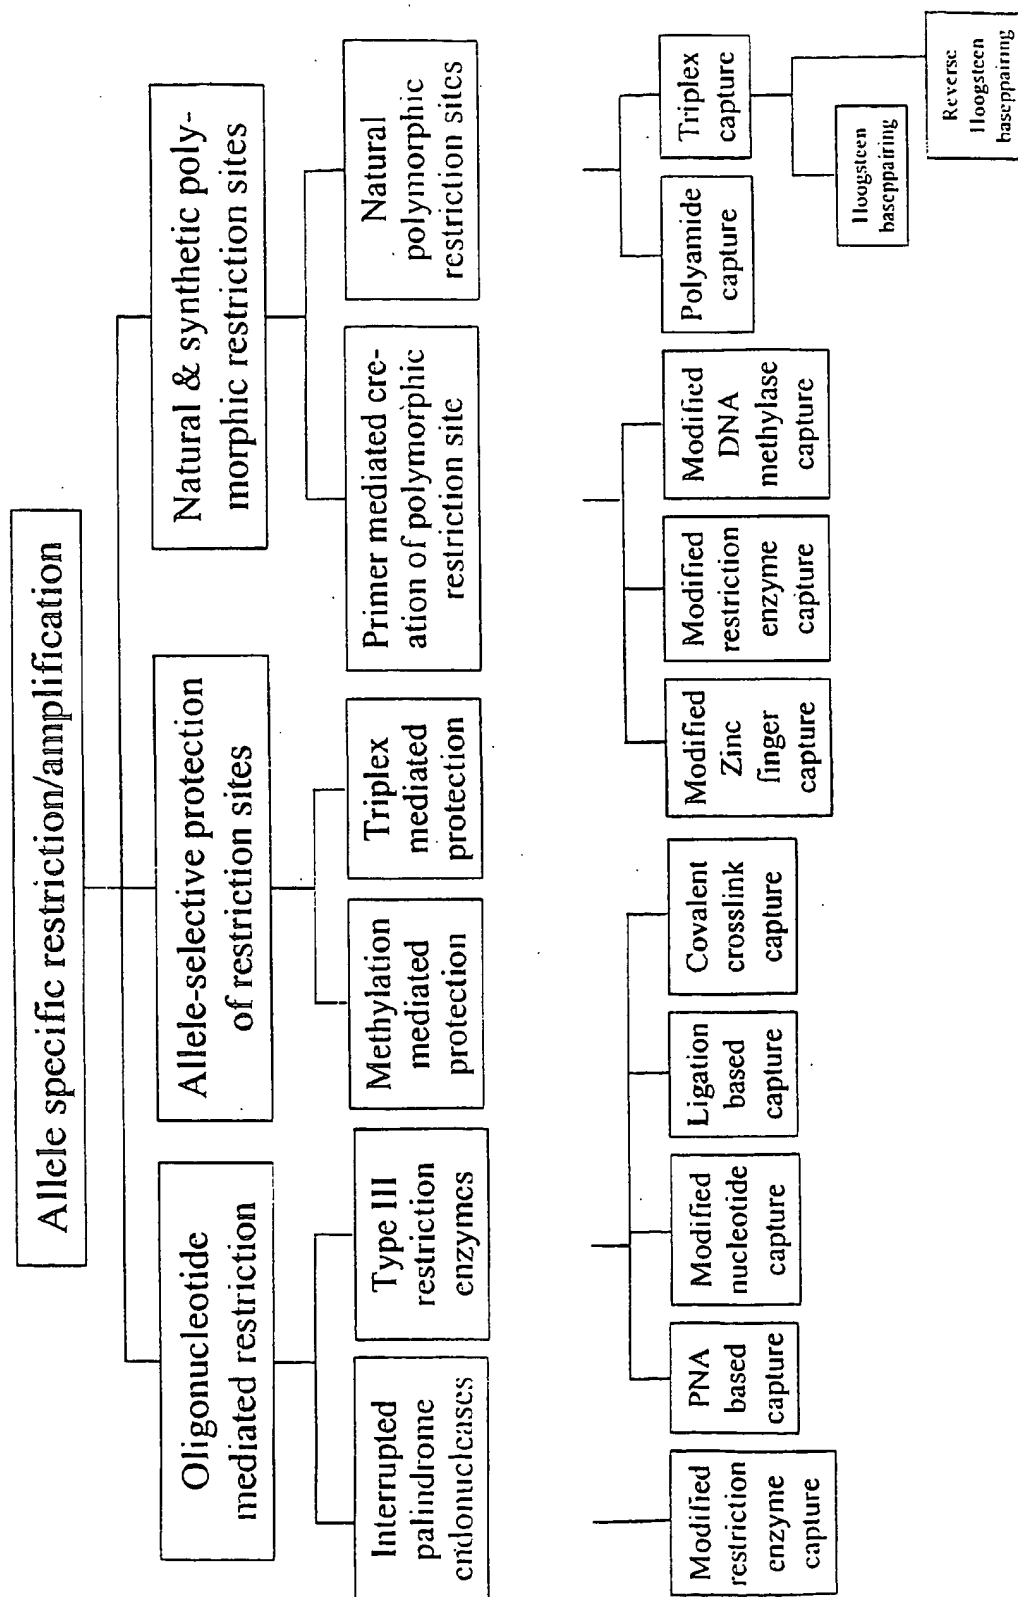 Allele specific restriction/amplification
Oligonucleotide
mediated restriction
Allele-selective protection
of restriction sites
Natural & synthetic poly-
morphic restriction sites
Interrupted
palindrome
endonucleases
Type III
restriction
enzymes
Methylation
mediated
protection
Triplex
mediated
protection
Primer mediated cre-
ation of polymorphic
restriction site
Natural
polymorphic
restriction sites
Modified
restriction
enzyme
capture
PNA
based
capture
Modified
nucleotide
capture
Ligation
based
capture
Covalent
crosslink
capture
Modified
Zinc
finger
capture
Modified
restriction
enzyme
capture
Modified
DNA
methylase
capture
Polyamide
capture
Triplex
capture
Hoogsteen
baseppairing
Reverse
Hoogsteen
baseppairing